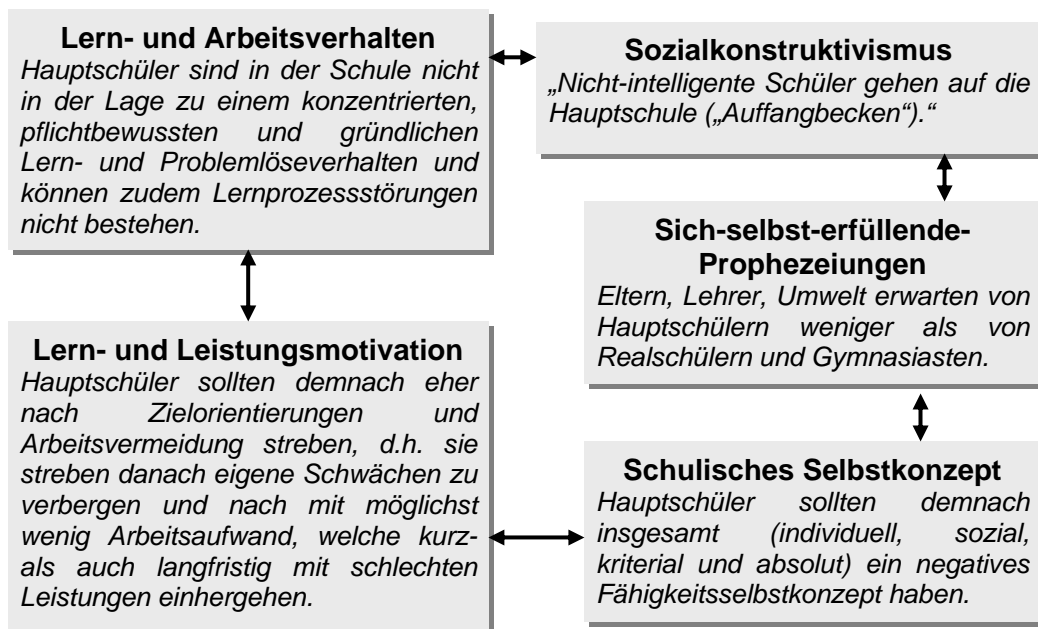 Lern- und Arbeitsverhalten
Hauptschüler sind in der Schule nicht
in der Lage zu einem konzentrierten,
pflichtbewussten und gründlichen
Lern- und Problemlöseverhalten und
können zudem Lernprozessstörungen
nicht bestehen.
Sozialkonstruktivismus
„Nicht-intelligente Schüler gehen auf die
Hauptschule („Auffangbecken“).“
Sich-selbst-erfüllende-
Prophezeiungen
Eltern, Lehrer, Umwelt erwarten von
Hauptschülern weniger als von
Realschülern und Gymnasiasten.
Lern- und Leistungsmotivation
Hauptschüler sollten demnach eher
nach Zielorientierungen und
Arbeitsvermeidung streben, d.h. sie
streben danach eigene Schwächen zu
verbergen und nach mit möglichst
wenig Arbeitsaufwand, welche kurz-
als auch langfristig mit schlechten
Leistungen einhergehen.
Schulisches Selbstkonzept
Hauptschüler sollten demnach
insgesamt (individuell, sozial,
kriterial und absolut) ein negatives
Fähigkeitsselbstkonzept haben.